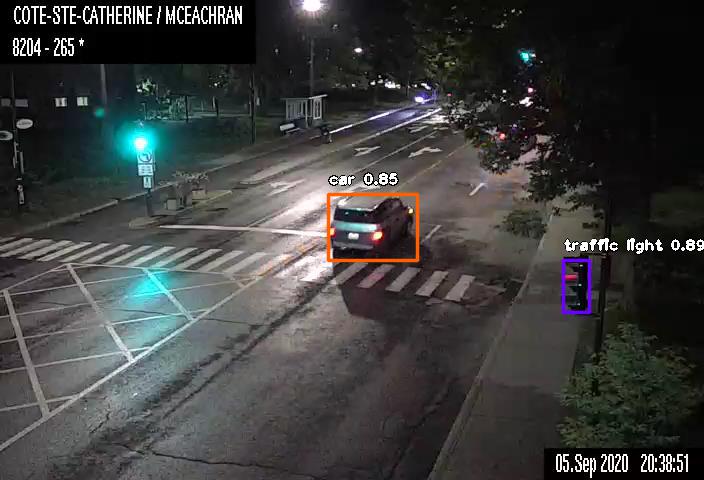 COTE-STE-CATHERINE / MCEACHRAN
8204 - 265 *
car 0.85
traffic light 0.89
05.Sep 2020 20:38:51